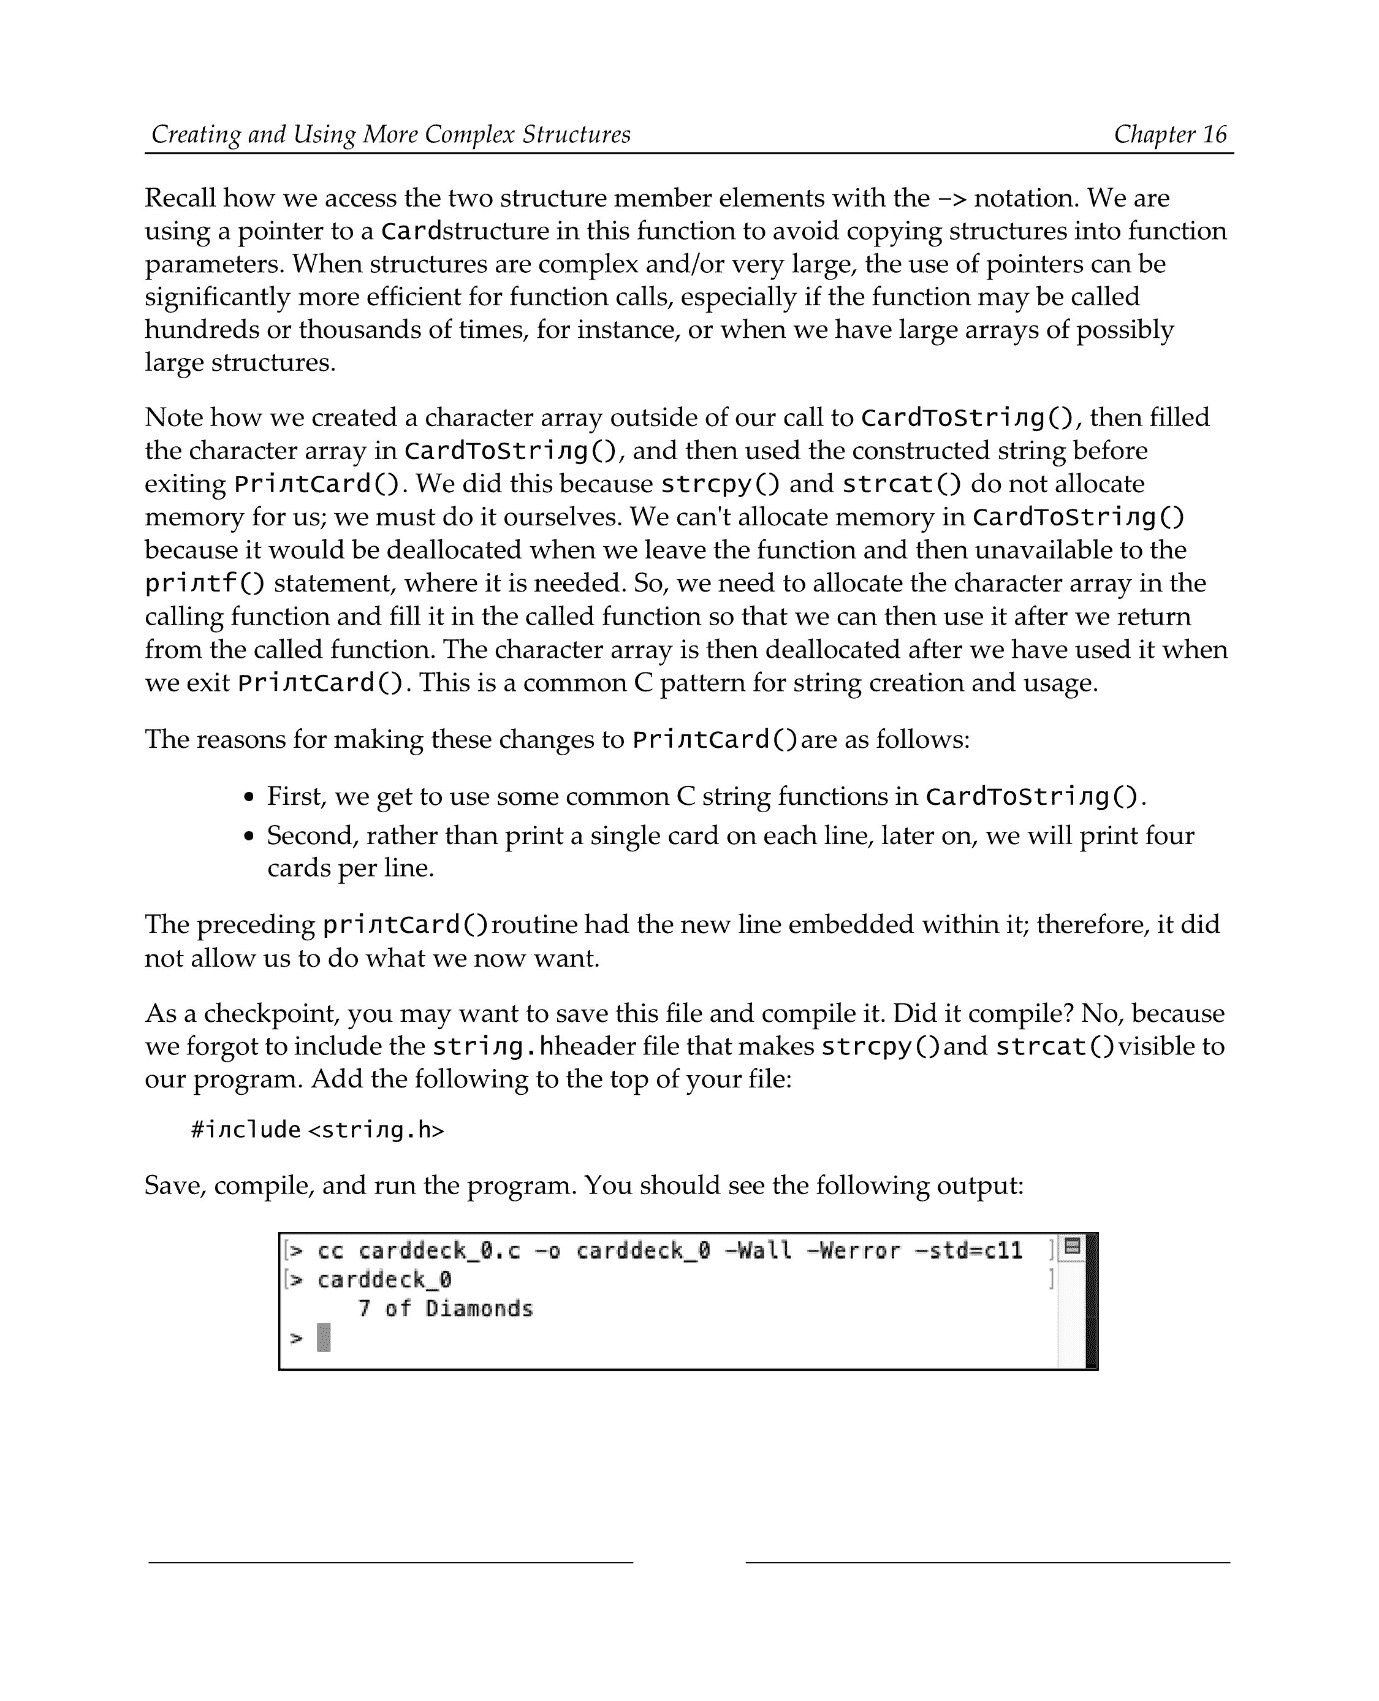 Creating and Using More Complex Structures Chapter 16
Recall how we access the two structure member elements with the -> notation. We are
using a pointer to a Cardstructure in this function to avoid copying structures into function
parameters. When structures are complex and/or very large, the use of pointers can be
significantly more efficient for function calls, especially if the function may be called
hundreds or thousands of times, for instance, or when we have large arrays of possibly
large structures.
Note how we created a character array outside of our call to CardToString(), then filled
the character array in CardToString(), and then used the constructed string before
exiting PrintCard(). We did this because strcpy() and strcat() do not allocate
memory for us; we must do it ourselves. We can't allocate memory in CardToString()
because it would be deallocated when we leave the function and then unavailable to the
printf() statement, where it is needed. So, we need to allocate the character array in the
calling function and fill it in the called function so that we can then use it after we return
from the called function. The character array is then deallocated after we have used it when
we exit PrintCard(). This is a common C pattern for string creation and usage.
The reasons for making these changes to PrintCard()are as follows:
• First, we get to use some common C string functions in CardToString().
• Second, rather than print a single card on each line, later on, we will print four
cards per line.
The preceding printCard()routine had the new line embedded within it; therefore, it did
not allow us to do what we now want.
As a checkpoint, you may want to save this file and compile it. Did it compile? No, because
we forgot to include the string.hheader file that makes strcpy()and strcat()visible to
our program. Add the following to the top of your file:
#include <string.h>
Save, compile, and run the program. You should see the following output:
[> cc carddeck_0.c -o carddeck_0 -Wall -Werror -std=c11 ]
[> carddeck_0 ]
7 of Diamonds
>